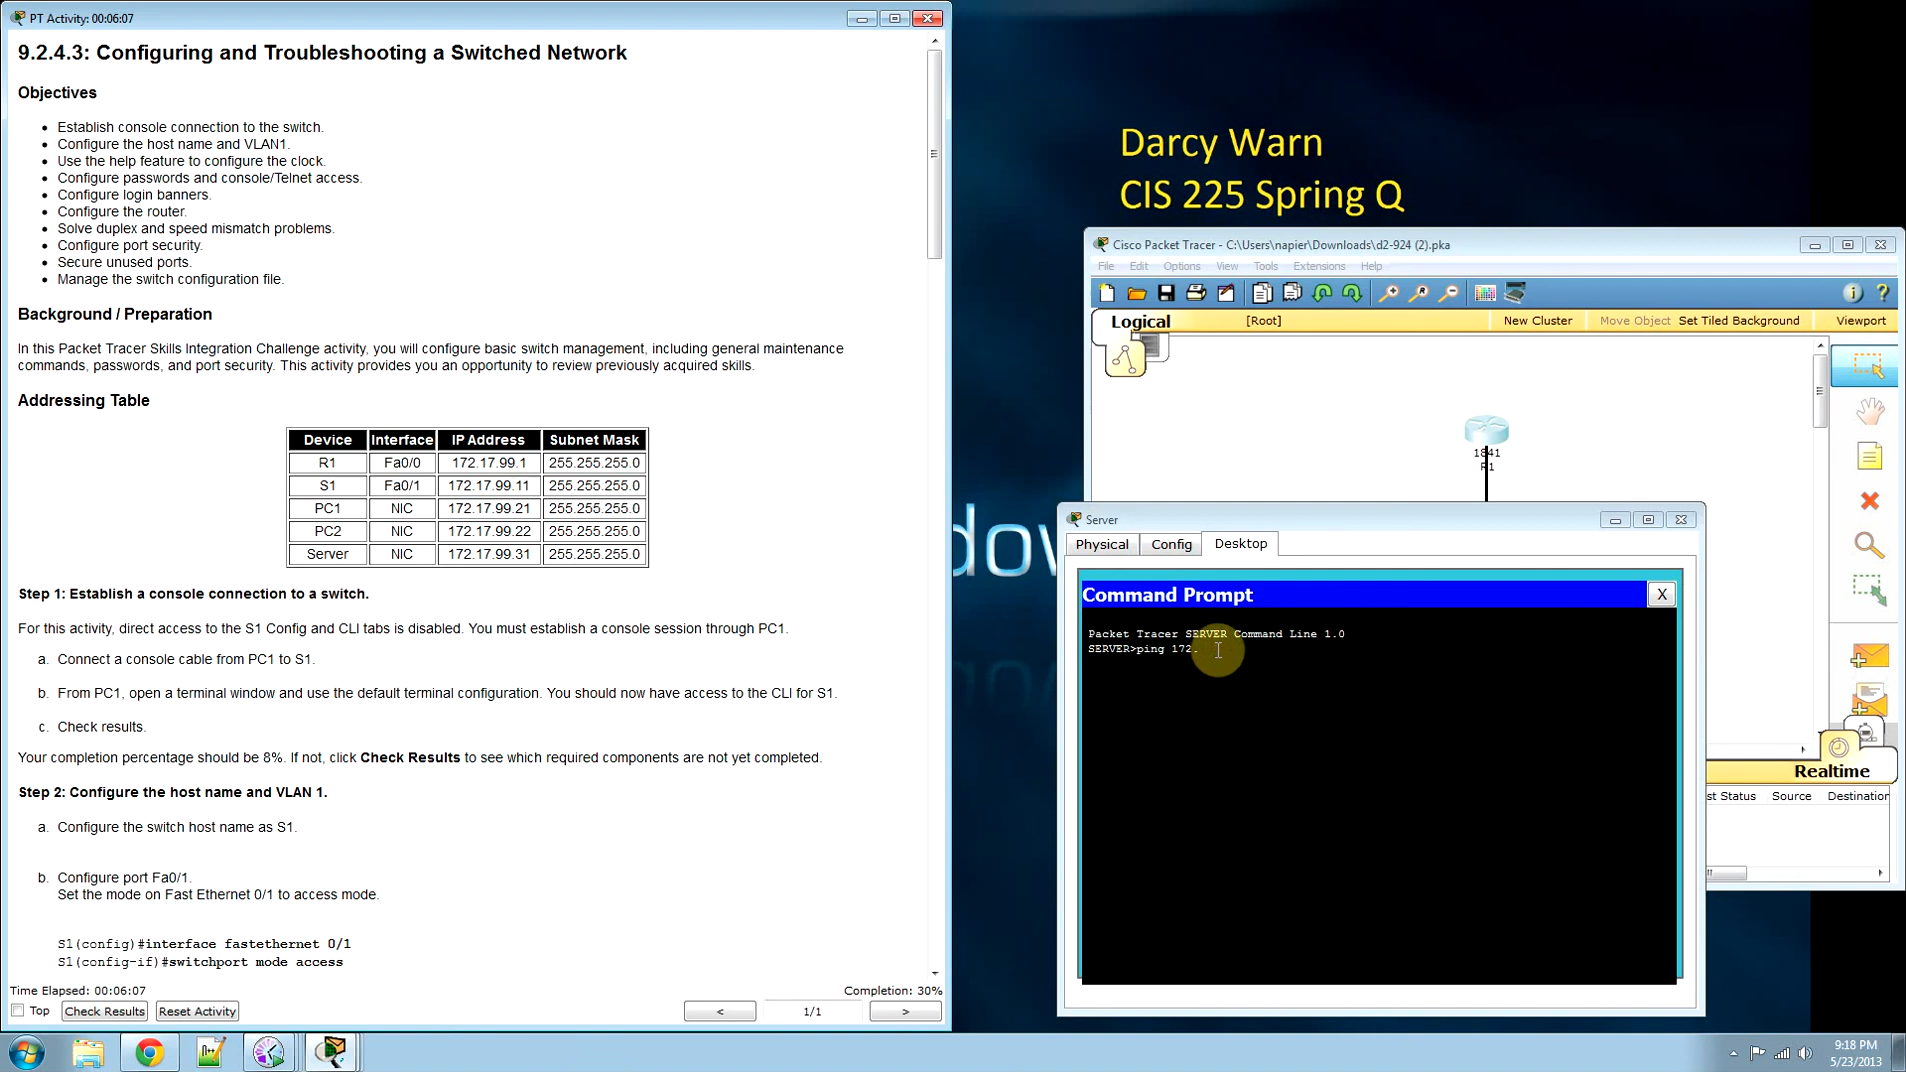 PT Activity: 00:06:07
9.2.4.3: Configuring and Troubleshooting a Switched Network
Objectives
Establish console connection to the switch.
Configure the host name and VLAN1.
Use the help feature to configure the clock.
Configure passwords and console/Telnet access.
Configure login banners.
Configure the router.
Solve duplex and speed mismatch problems.
Configure port security.
Secure unused ports.
Manage the switch configuration file.
Background / Preparation
In this Packet Tracer Skills Integration Challenge activity, you will configure basic switch management, including general maintenance
commands, passwords, and port security. This activity provides you an opportunity to review previously acquired skills.
Addressing Table
Device Interface IP Address Subnet Mask
R1 Fa0/0 172.17.99.1 255.255.255.0
S1 Fa0/1 172.17.99.11 255.255.255.0
PC1 NIC 172.17.99.21 255.255.255.0
PC2 NIC 172.17.99.22 255.255.255.0
Server NIC 172.17.99.31 255.255.255.0
Step 1: Establish a console connection to a switch.
For this activity, direct access to the S1 Config and CLI tabs is disabled. You must establish a console session through PC1.
a. Connect a console cable from PC1 to S1.
b. From PC1, open a terminal window and use the default terminal configuration. You should now have access to the CLI for S1.
c. Check results.
Your completion percentage should be 8%. If not, click Check Results to see which required components are not yet completed.
Step 2: Configure the host name and VLAN 1.
a. Configure the switch host name as S1.
b. Configure port Fa0/1.
Set the mode on Fast Ethernet 0/1 to access mode.
S1(config)#interface fastethernet 0/1
S1(config-if)#switchport mode access
Time Elapsed: 00:06:07
Completion: 30%
Top
Check Results
Reset Activity
<
1/1
>
Darcy Warn
CIS 225 Spring Q
Cisco Packet Tracer - C:\Users\napier\Downloads\d2-924 (2).pka
File Edit Options View Tools Extensions Help
Logical
[Root]
New Cluster
Move Object
Set Tiled Background
Viewport
1841
R1
dow
Server
Physical
Config
Desktop
Command Prompt
X
Packet Tracer SERVER Command Line 1.0
SERVER>ping 172.
Realtime
st Status Source Destination
9:18 PM
5/23/2013